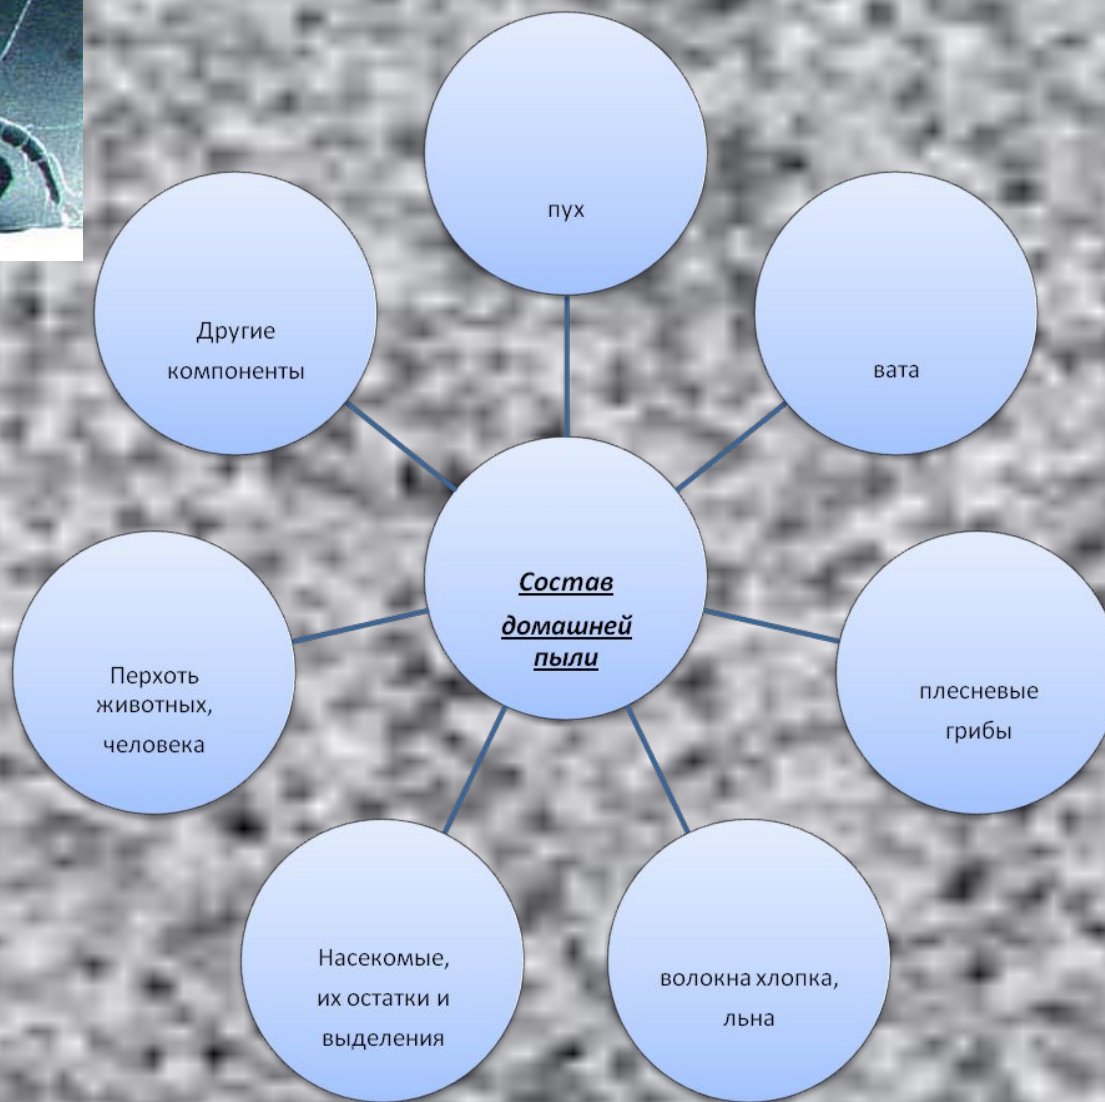 пух
вата
плесневые
грибы
волокна хлопка,
льна
Насекомые,
их остатки и
выделения
Перхоть
животных,
человека
Другие
компоненты
Состав
домашней
пыли